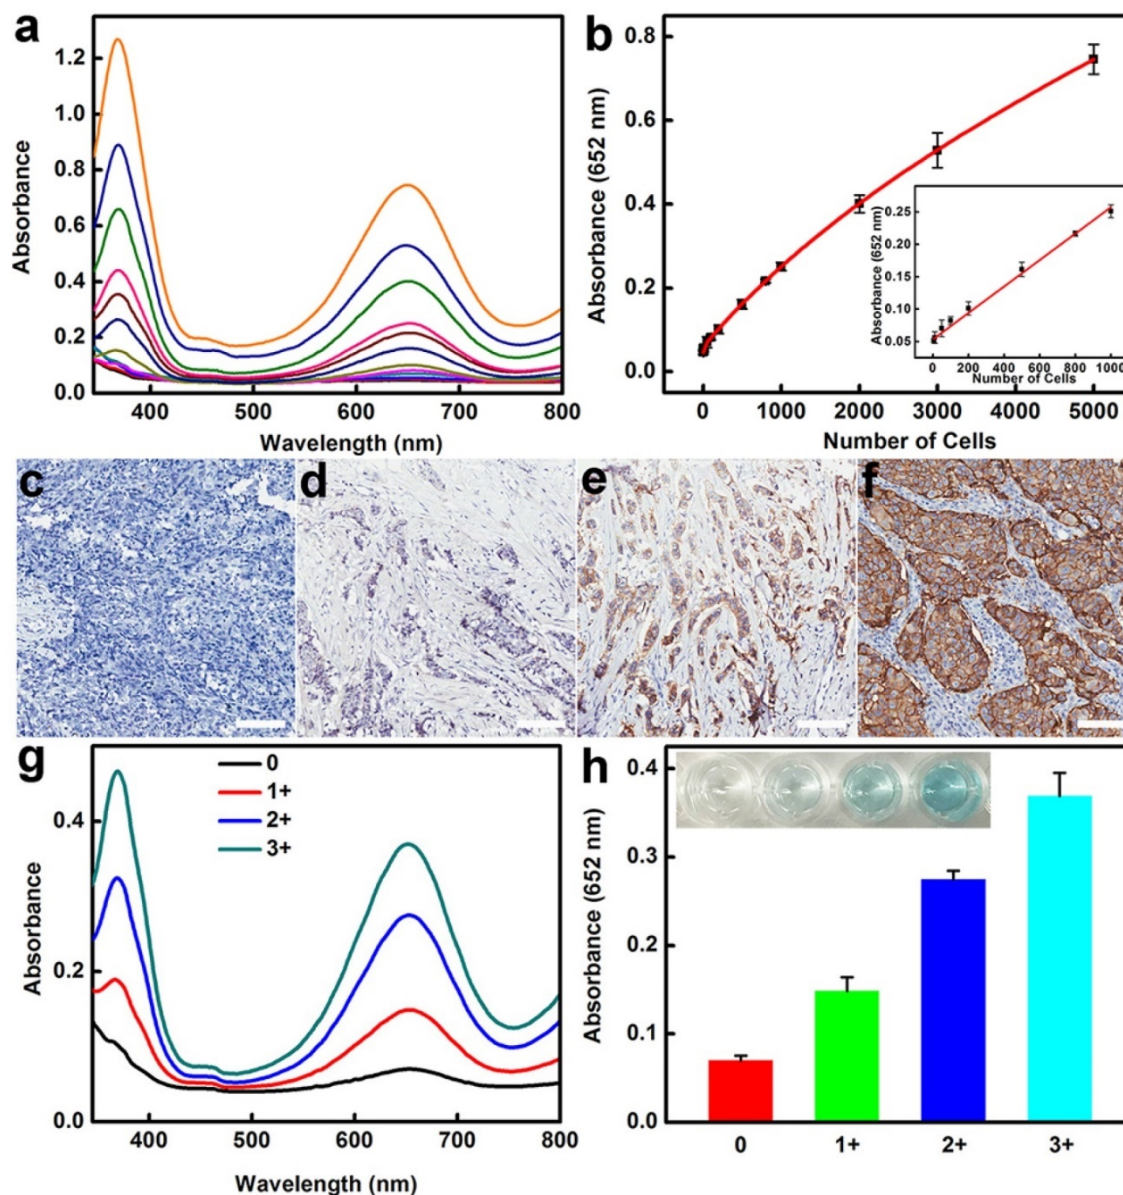 a
1.2
1.0
0.8
0.6
0.4
0.2
0.0
Absorbance
400 500 600 700 800
Wavelength (nm)
b
0.8
0.6
0.4
0.2
0.0
Absorbance (652 nm)
0 1000 2000 3000 4000 5000
Number of Cells
0.25
0.20
0.15
0.10
0.05
Absorbance (652 nm)
0 200 400 600 800 1000
Number of Cells
c d e f
g
0
1+
2+
3+
0.4
0.2
0.0
Absorbance
400 500 600 700 800
Wavelength (nm)
h
0.4
0.3
0.2
0.1
0.0
Absorbance (652 nm)
0 1+ 2+ 3+